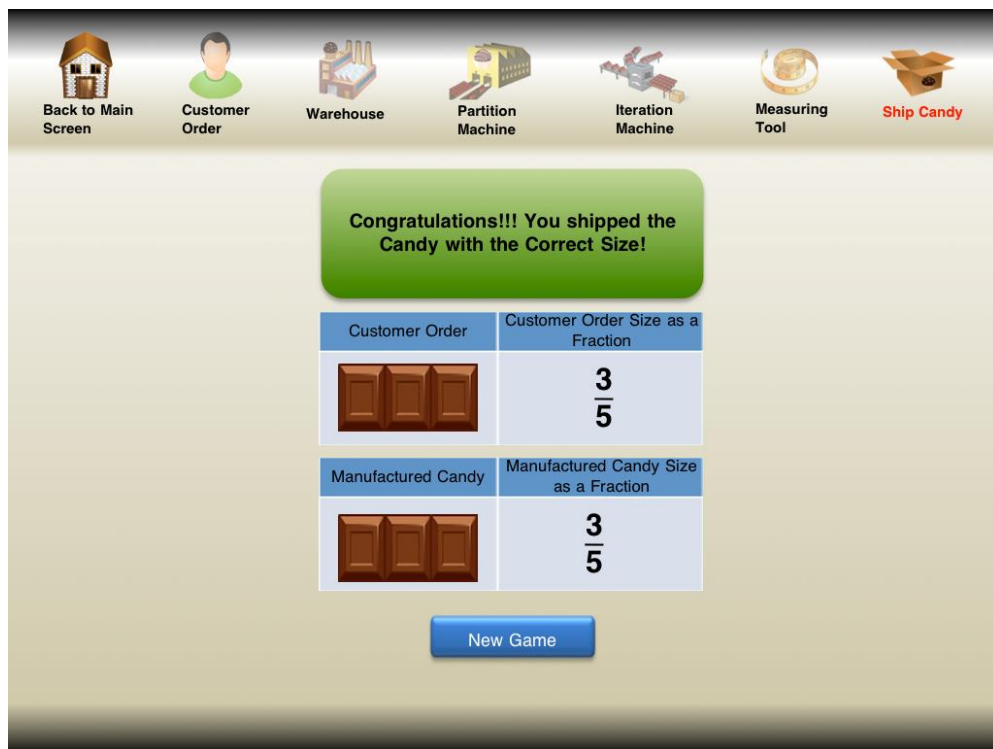 Back to Main
Screen
Customer
Order
Warehouse
Partition
Machine
Iteration
Machine
Measuring
Tool
Ship Candy
Congratulations!!! You shipped the
Candy with the Correct Size!
Customer Order
Customer Order Size as a
Fraction
3
5
Manufactured Candy
Manufactured Candy Size
as a Fraction
3
5
New Game